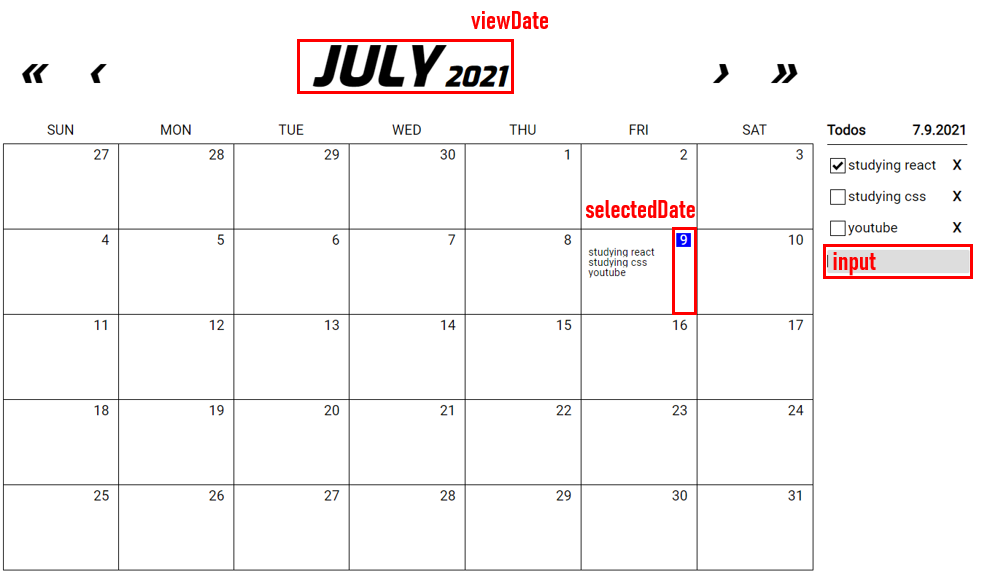 viewDate
« ‹ JULY 2021 › »
SUN MON TUE WED THU FRI SAT
27 28 29 30 1 2 3
selectedDate
4 5 6 7 8 9 10
studying react
studying css
youtube
11 12 13 14 15 16 17
18 19 20 21 22 23 24
25 26 27 28 29 30 31
Todos 7.9.2021
studying react X
studying css X
youtube X
input